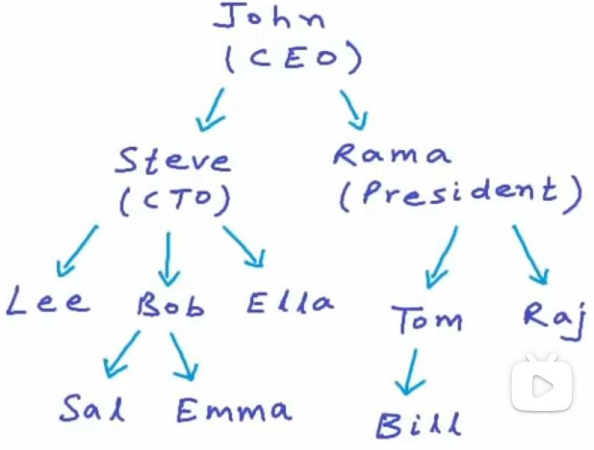 John
(CEO)
Steve
(CTO)
Rama
(President)
Lee Bob Ella
Tom Raj
Sal Emma
Bill